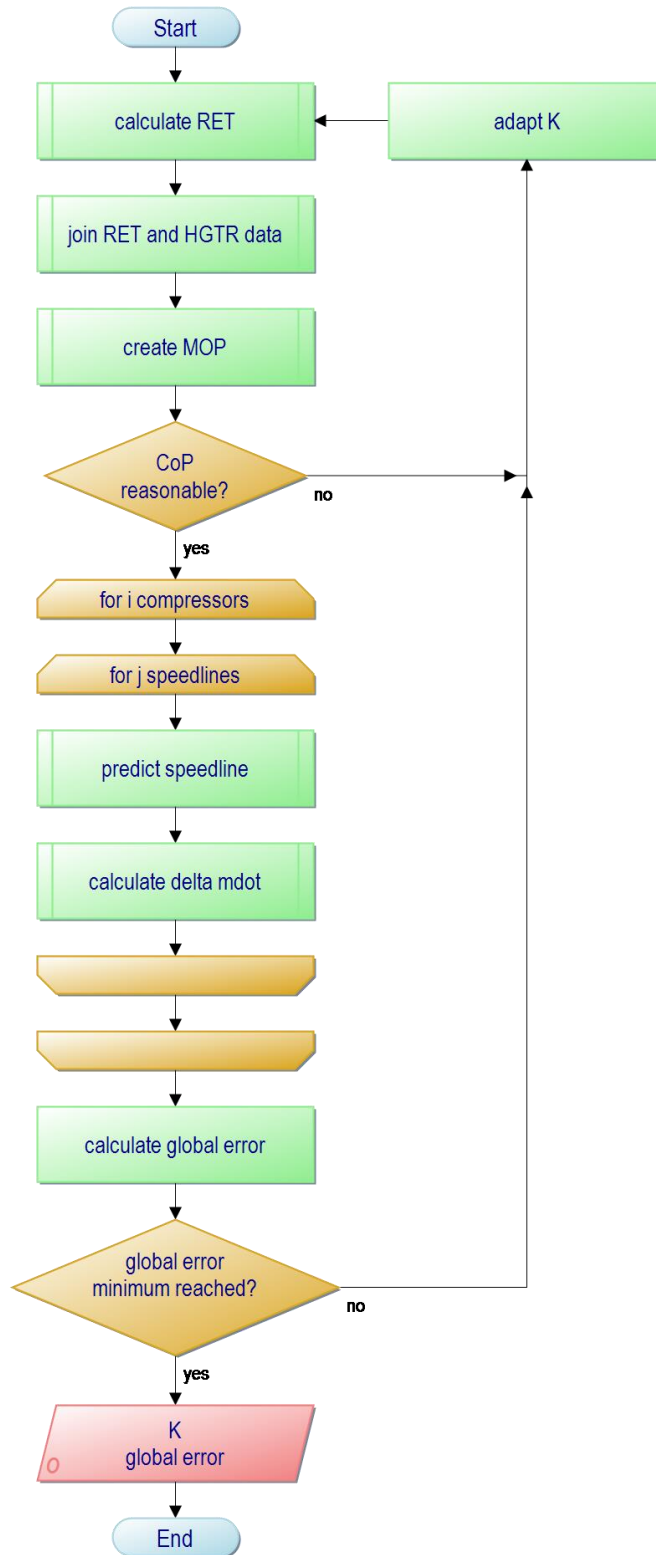 Start
calculate RET
adapt K
join RET and HGTR data
create MOP
CoP
reasonable?
no
yes
for i compressors
for j speedlines
predict speedline
calculate delta mdot
calculate global error
global error
minimum reached?
no
yes
K
global error
O
End